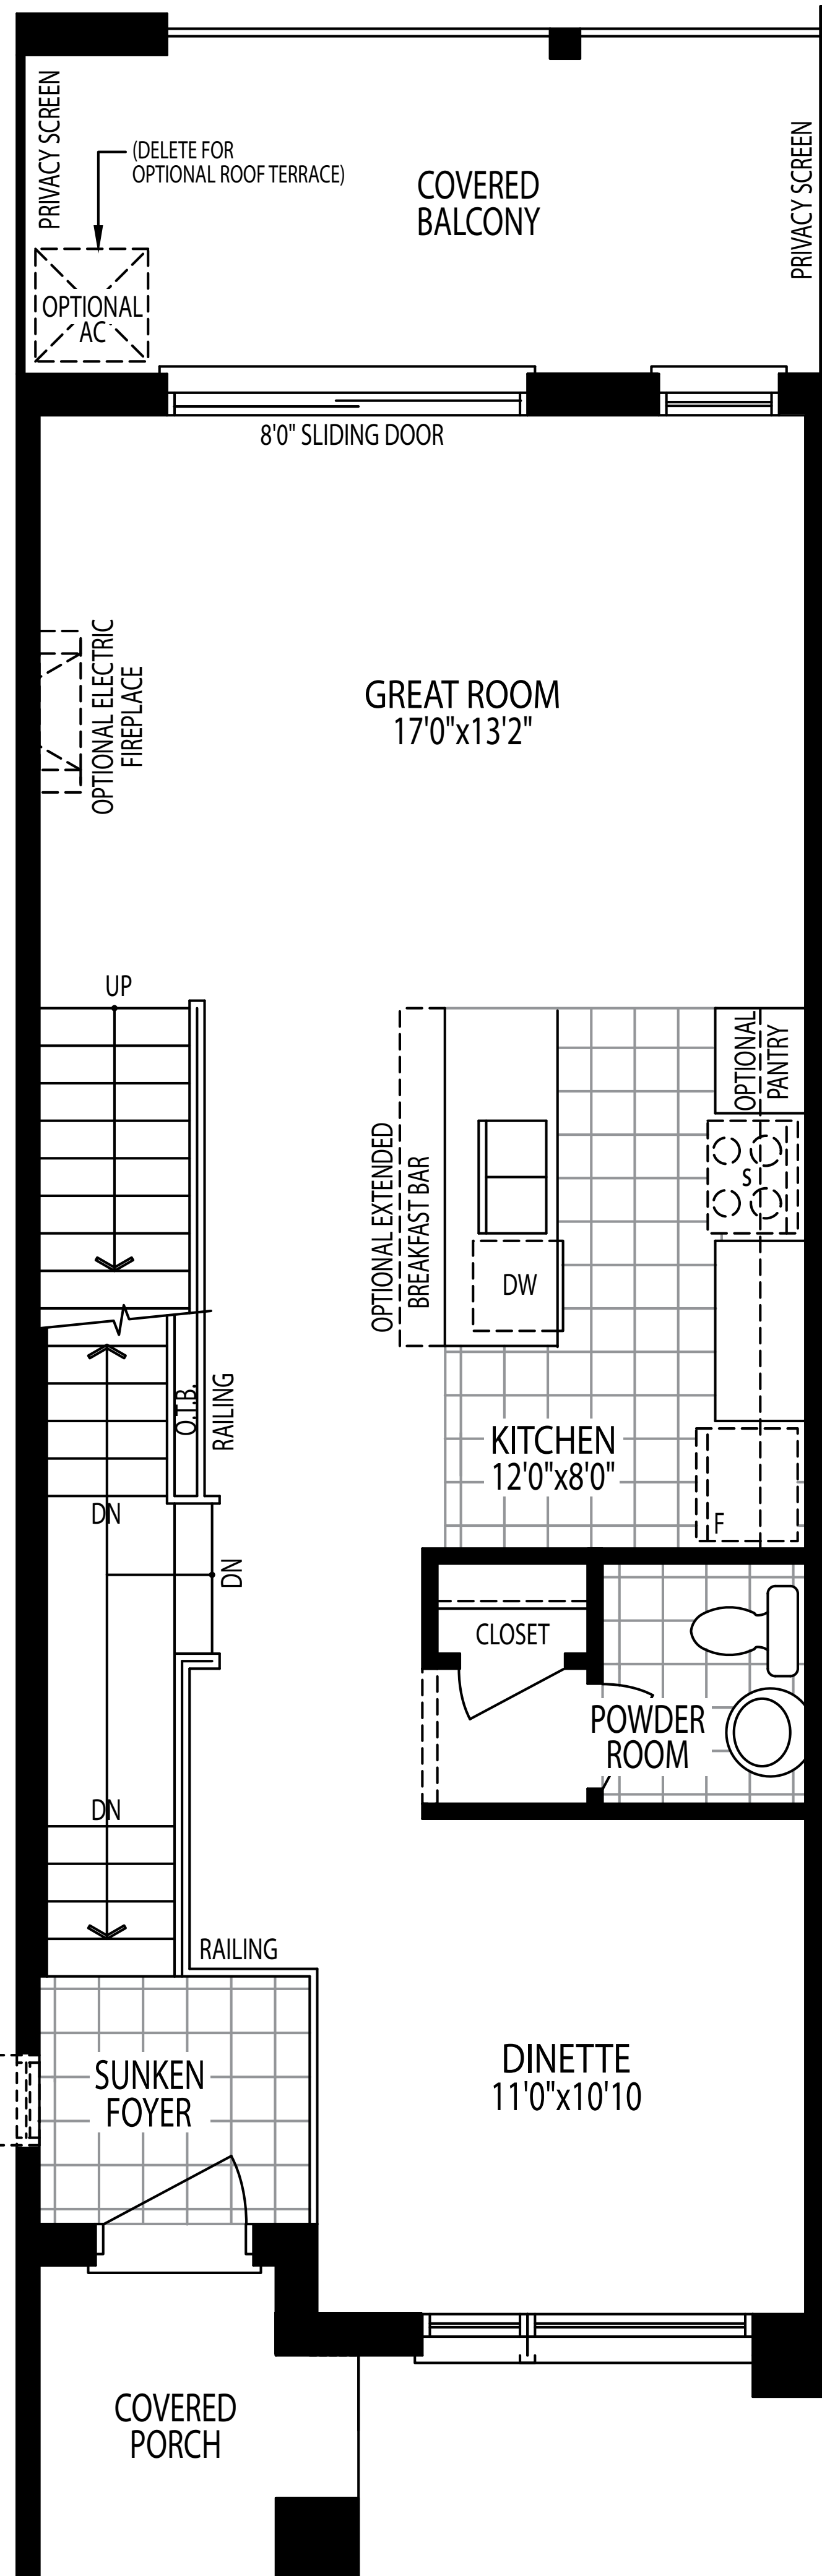 PRIVACY SCREEN
(DELETE FOR
OPTIONAL ROOF TERRACE)
COVERED
BALCONY
PRIVACY SCREEN
OPTIONAL
AC
8'0" SLIDING DOOR
OPTIONAL ELECTRIC
FIREPLACE
GREAT ROOM
17'0"x13'2"
UP
OPTIONAL
PANTRY
OPTIONAL EXTENDED
BREAKFAST BAR
S
DW
O.T.B.
RAILING
KITCHEN
12'0"x8'0"
F
DN
DN
CLOSET
POWDER
ROOM
DN
RAILING
SUNKEN
FOYER
DINETTE
11'0"x10'10
COVERED
PORCH